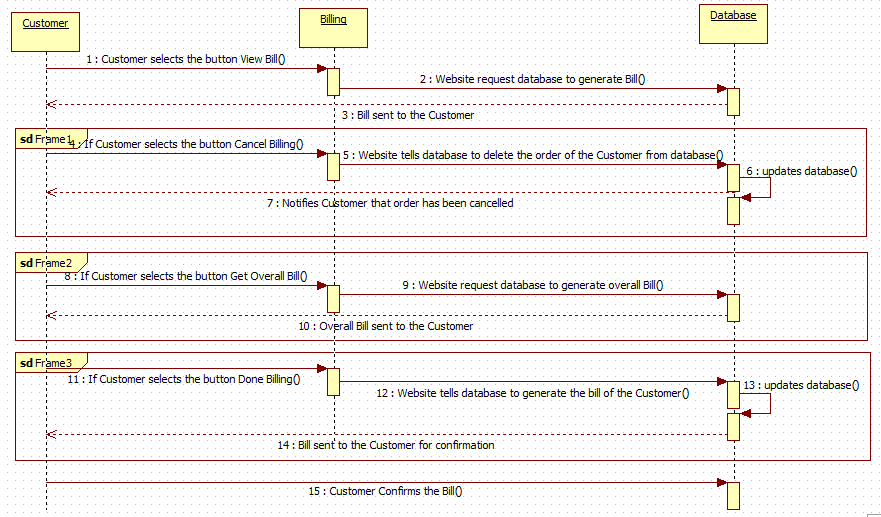 Customer
Billing
Database
1 : Customer selects the button View Bill()
2 : Website request database to generate Bill()
3 : Bill sent to the Customer
sd Frame1
4 : If Customer selects the button Cancel Billing()
5 : Website tells database to delete the order of the Customer from database()
6 : updates database()
7 : Notifies Customer that order has been cancelled
sd Frame2
8 : If Customer selects the button Get Overall Bill()
9 : Website request database to generate overall Bill()
10 : Overall Bill sent to the Customer
sd Frame3
11 : If Customer selects the button Done Billing()
12 : Website tells database to generate the bill of the Customer()
13 : updates database()
14 : Bill sent to the Customer for confirmation
15 : Customer Confirms the Bill()